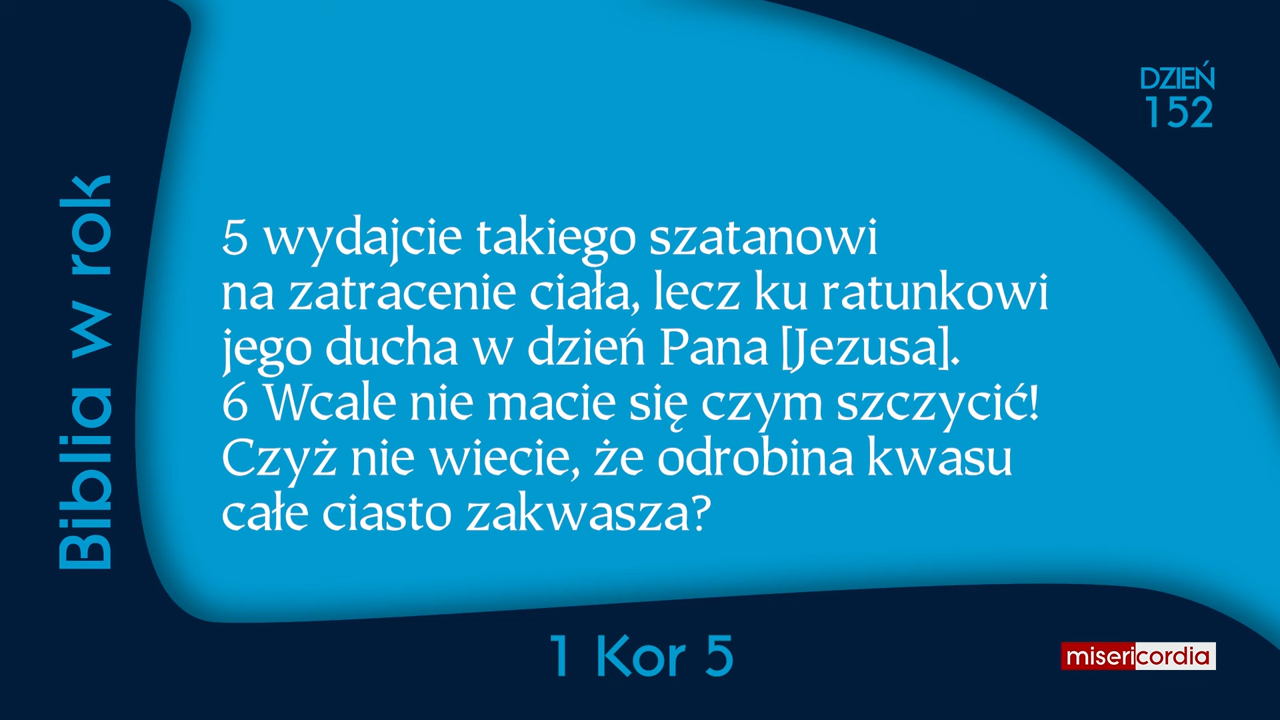 DZIEŃ
152
Biblia w rok
5 wydajcie takiego szatanowi
na zatracenie ciała, lecz ku ratunkowi
jego ducha w dzień Pana [Jezusa].
6 Wcale nie macie się czym szczycić!
Czyż nie wiecie, że odrobina kwasu
całe ciasto zakwasza?
1 Kor 5
misericordia